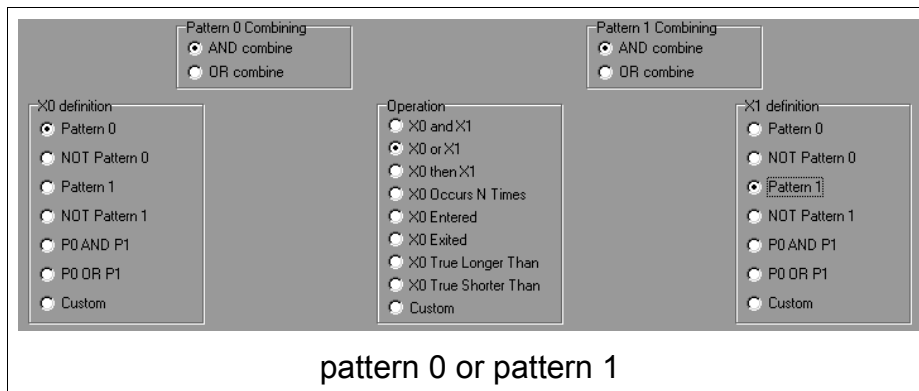 Pattern 0 Combining
AND combine
OR combine
Pattern 1 Combining
AND combine
OR combine
X0 definition
Pattern 0
NOT Pattern 0
Pattern 1
NOT Pattern 1
P0 AND P1
P0 OR P1
Custom
Operation
X0 and X1
X0 or X1
X0 then X1
X0 Occurs N Times
X0 Entered
X0 Exited
X0 True Longer Than
X0 True Shorter Than
Custom
X1 definition
Pattern 0
NOT Pattern 0
Pattern 1
NOT Pattern 1
P0 AND P1
P0 OR P1
Custom
pattern 0 or pattern 1